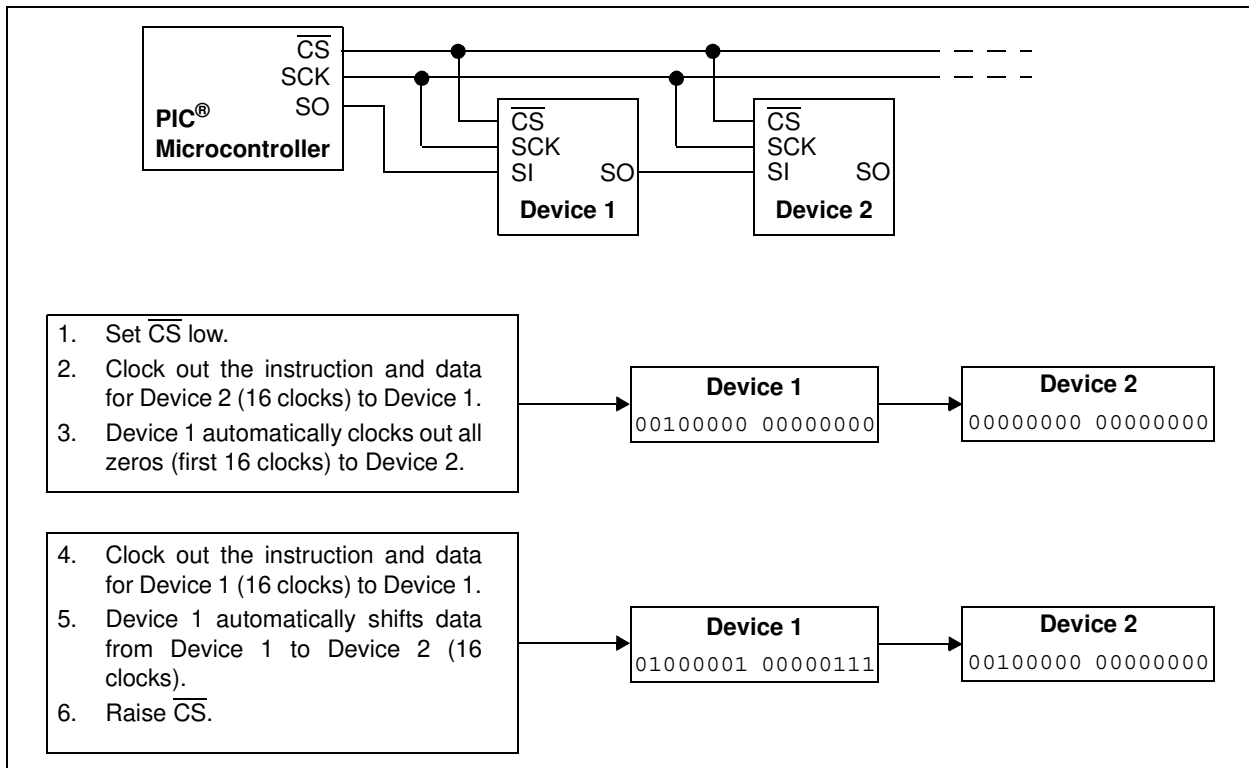 CS
SCK
SO
PIC®
Microcontroller
CS
SCK
SI SO
Device 1
CS
SCK
SI SO
Device 2
1. Set CS low.
2. Clock out the instruction and data
for Device 2 (16 clocks) to Device 1.
3. Device 1 automatically clocks out all
zeros (first 16 clocks) to Device 2.
Device 1
00100000 00000000
Device 2
00000000 00000000
4. Clock out the instruction and data
for Device 1 (16 clocks) to Device 1.
5. Device 1 automatically shifts data
from Device 1 to Device 2 (16
clocks).
6. Raise CS.
Device 1
01000001 00000111
Device 2
00100000 00000000